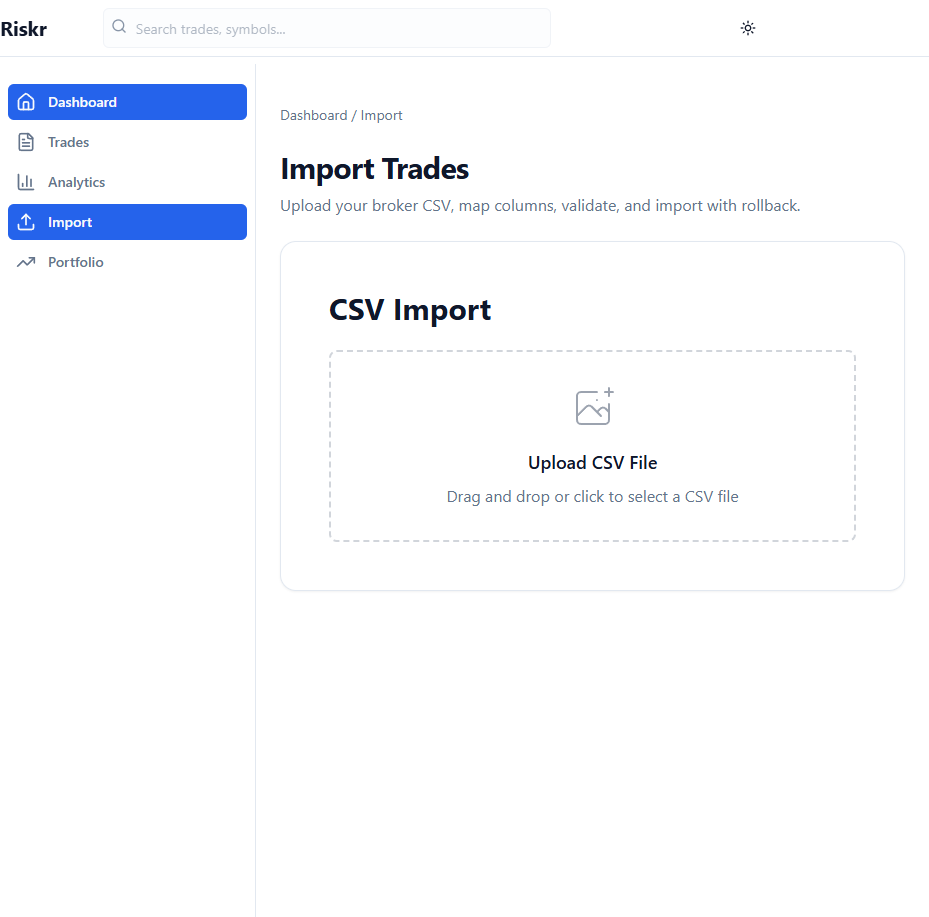 Riskr
Search trades, symbols...
Dashboard
Trades
Analytics
Import
Portfolio
Dashboard / Import
Import Trades
Upload your broker CSV, map columns, validate, and import with rollback.
CSV Import
Upload CSV File
Drag and drop or click to select a CSV file